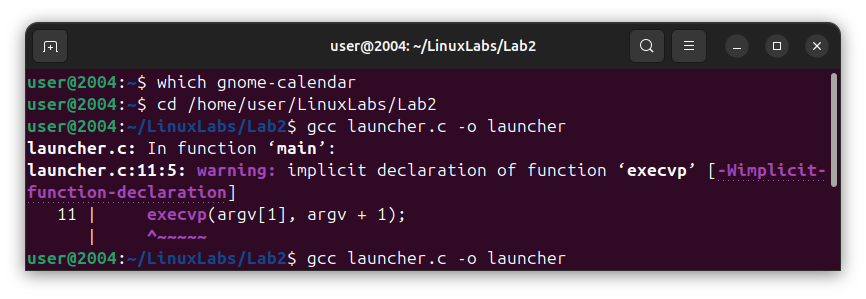 user@2004: ~/LinuxLabs/Lab2
user@2004:~$ which gnome-calendar
user@2004:~$ cd /home/user/LinuxLabs/Lab2
user@2004:~/LinuxLabs/Lab2$ gcc launcher.c -o launcher
launcher.c: In function ‘main’:
launcher.c:11:5: warning: implicit declaration of function ‘execvp’ [-Wimplicit-
function-declaration]
   11 |     execvp(argv[1], argv + 1);
      |     ^~~~~~
user@2004:~/LinuxLabs/Lab2$ gcc launcher.c -o launcher